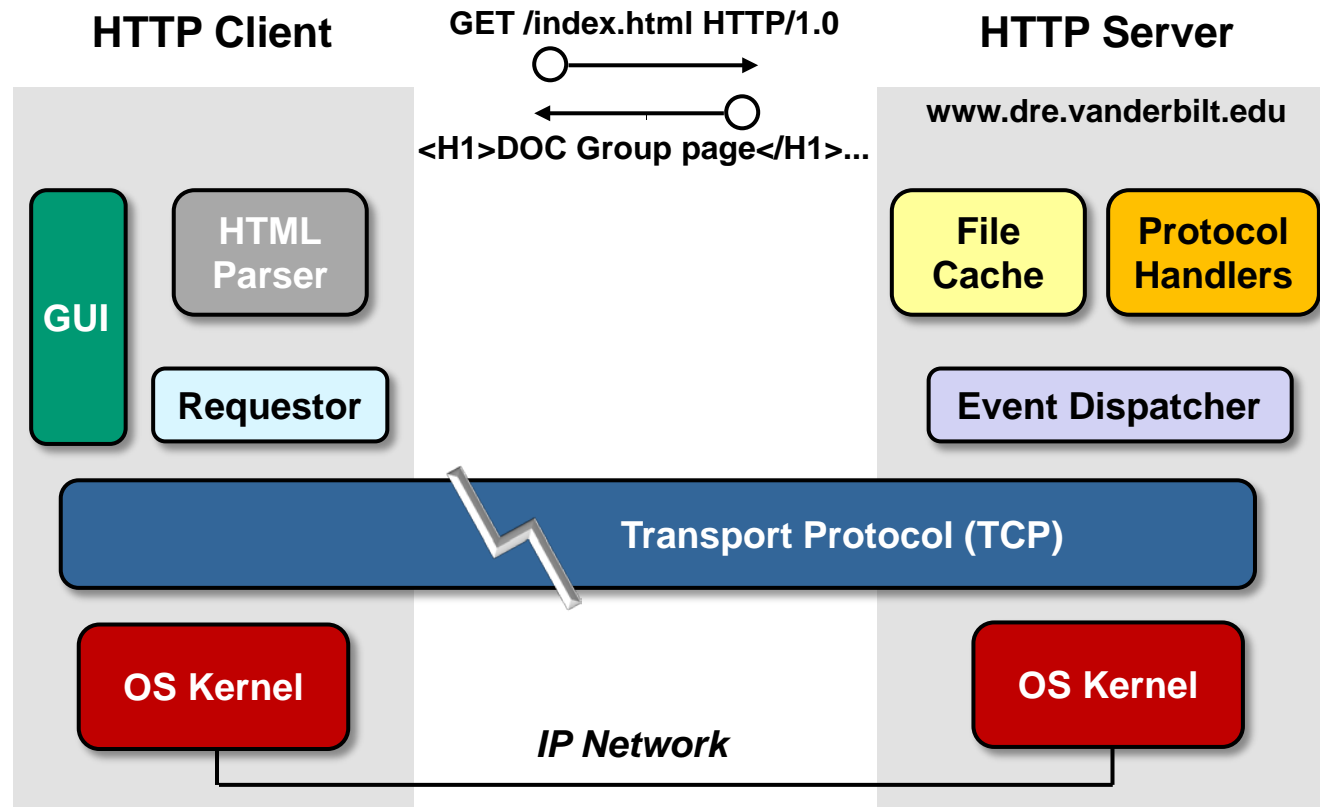 HTTP Client
GET /index.html HTTP/1.0
HTTP Server
www.dre.vanderbilt.edu
<H1>DOC Group page</H1>...
GUI
HTML
Parser
Requestor
File
Cache
Protocol
Handlers
Event Dispatcher
Transport Protocol (TCP)
OS Kernel
OS Kernel
IP Network